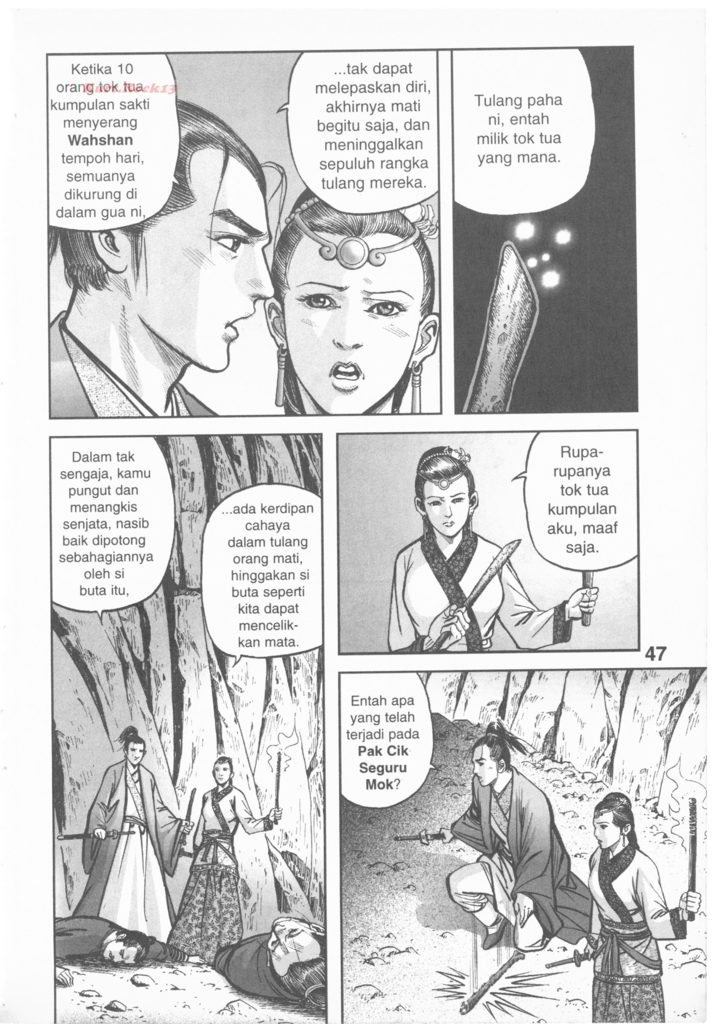 Ketika 10
orang tok tua
kumpulan sakti
menyerang
Wahshan
tempoh hari,
semuanya
dikurung di
dalam gua ni,
...tak dapat
melepaskan diri,
akhirnya mati
begitu saja, dan
meninggalkan
sepuluh rangka
tulang mereka.
Tulang paha
ni, entah
milik tok tua
yang mana.
Dalam tak
sengaja, kamu
pungut dan
menangkis
senjata, nasib
baik dipotong
sebahagiannya
oleh si
buta itu,
...ada kerdipan
cahaya
dalam tulang
orang mati,
hinggakan si
buta seperti
kita dapat
mencelik-
kan mata.
Rupa-
rupanya
tok tua
kumpulan
aku, maaf
saja.
47
Entah apa
yang telah
terjadi pada
Pak Cik
Seguru
Mok?